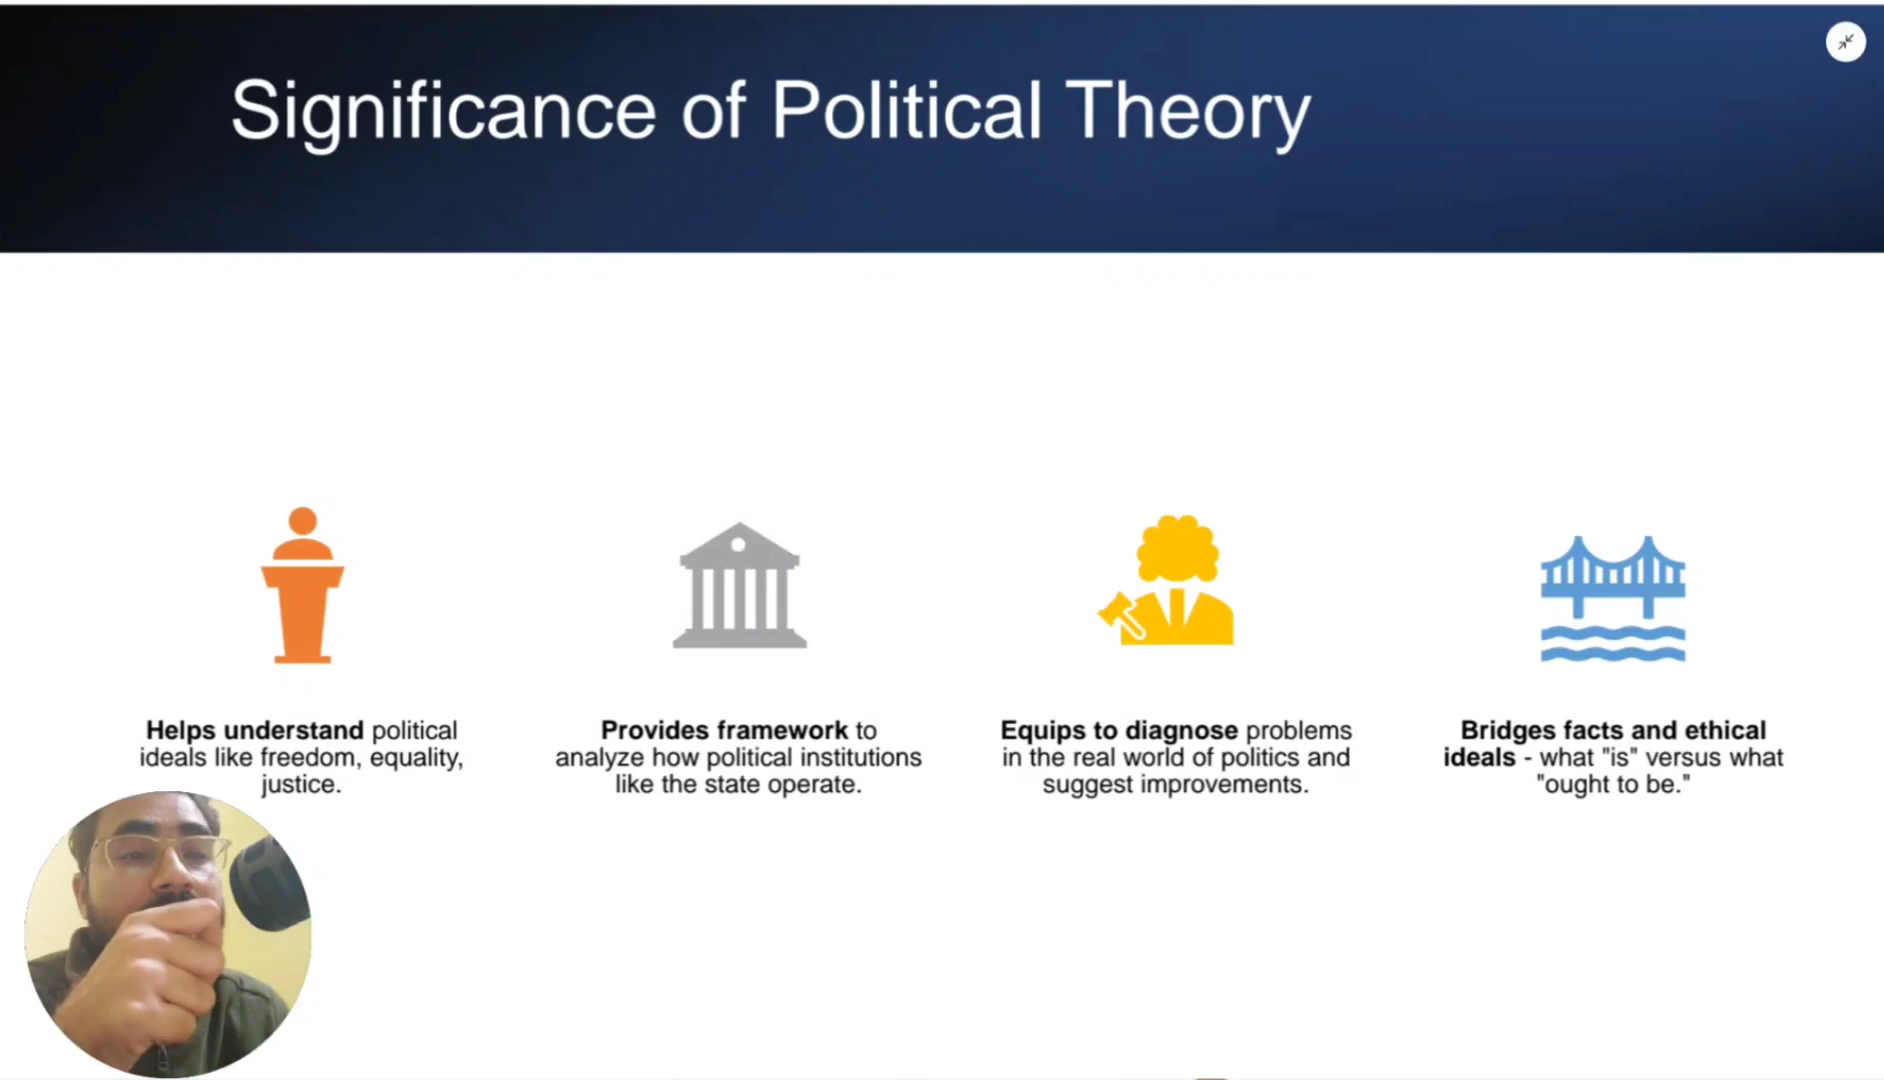 Significance of Political Theory
Helps understand political
ideals like freedom, equality,
justice.
Provides framework to
analyze how political institutions
like the state operate.
Equips to diagnose problems
in the real world of politics and
suggest improvements.
Bridges facts and ethical
ideals - what "is" versus what
"ought to be."